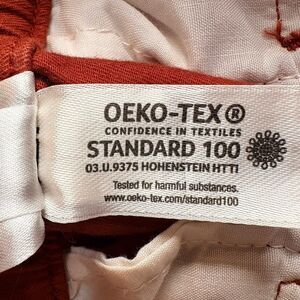 OEKO-TEX®
CONFIDENCE IN TEXTILES
STANDARD 100
03.U.9375 HOHENSTEIN HTTI
Tested for harmful substances.
www.oeko-tex.com/standard100